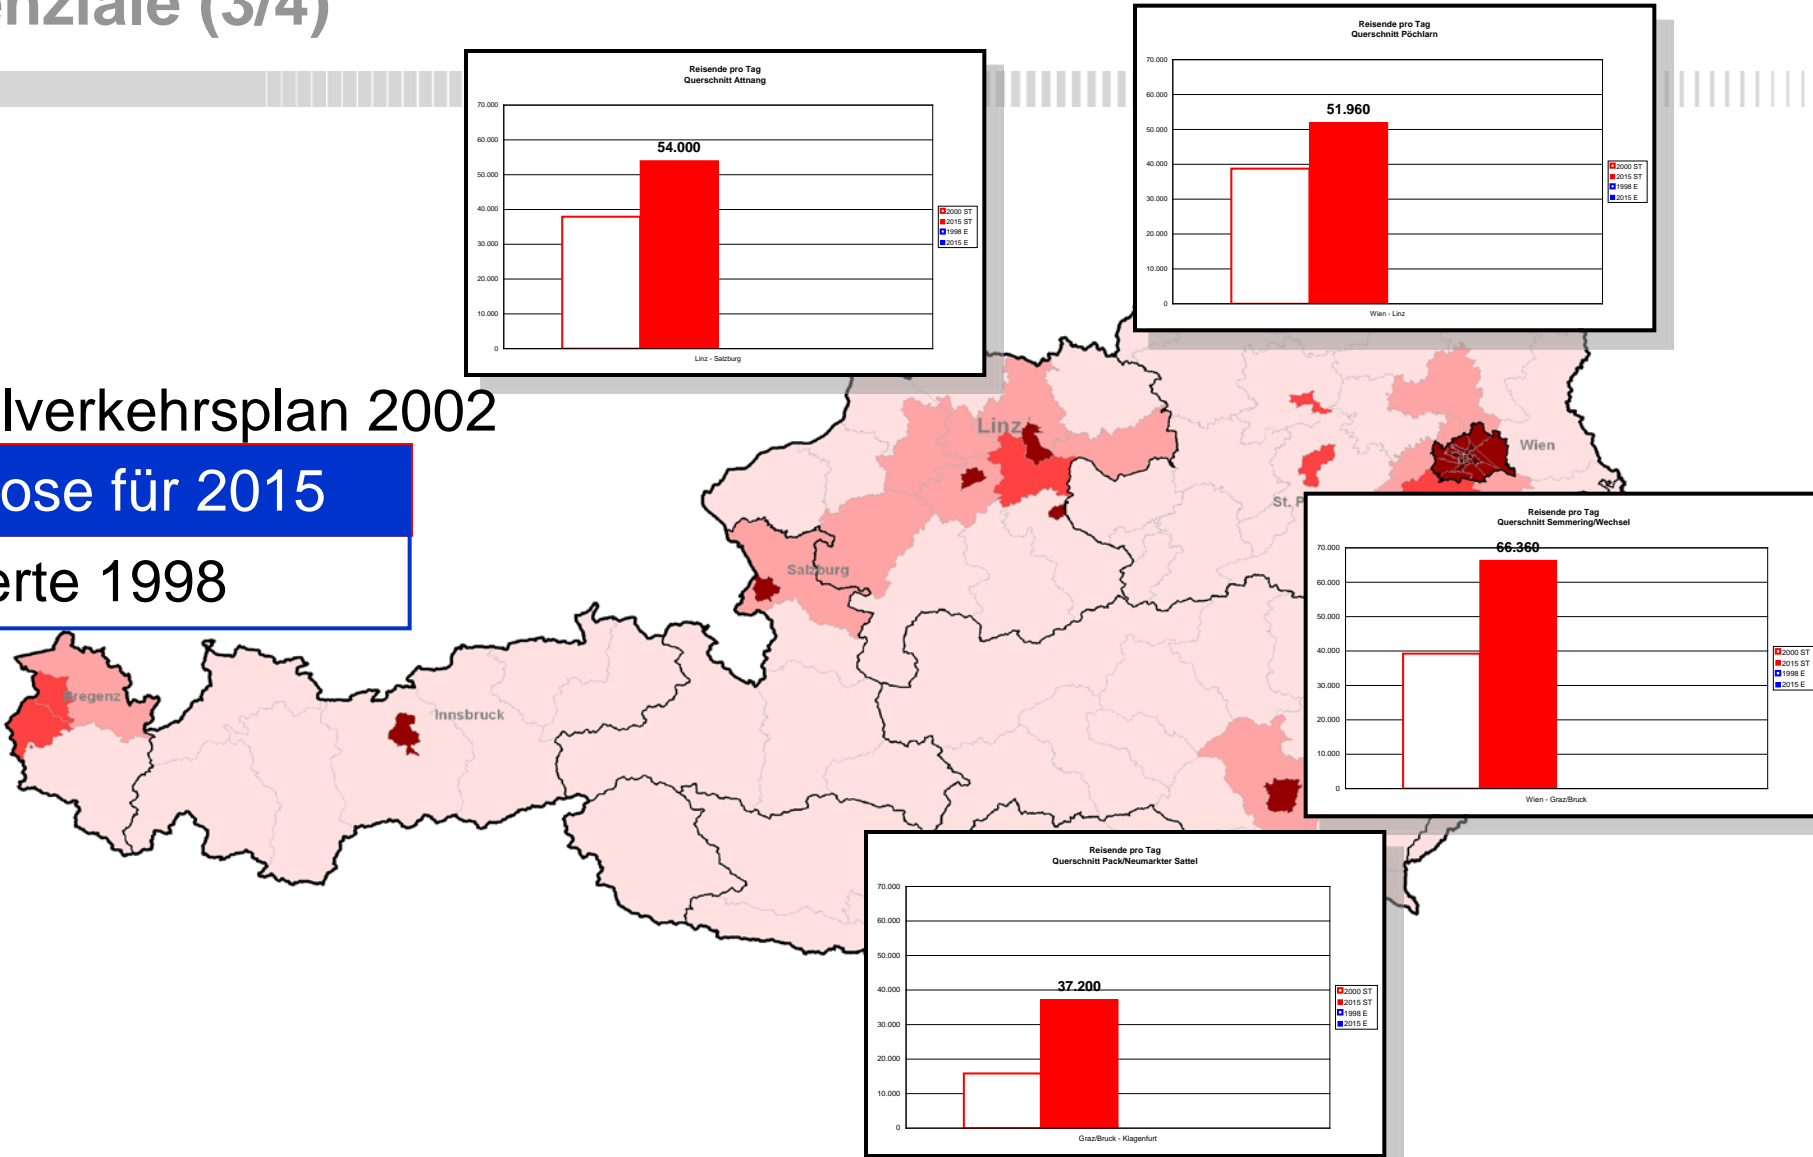 enziale (3/4)
Reisende pro Tag
Querschnitt Attnang
70.000
60.000
50.000
40.000
30.000
20.000
10.000
0
54.000
Linz - Salzburg
2000 ST
2015 ST
1998 E
2015 E
Reisende pro Tag
Querschnitt Pöchlarn
70.000
60.000
50.000
40.000
30.000
20.000
10.000
0
51.960
Wien - Linz
2000 ST
2015 ST
1998 E
2015 E
lverkehrsplan 2002
ose für 2015
erte 1998
Linz
Wien
St. P
Salzburg
Bregenz
Innsbruck
Reisende pro Tag
Querschnitt Semmering/Wechsel
70.000
60.000
50.000
40.000
30.000
20.000
10.000
0
66.360
Wien - Graz/Bruck
2000 ST
2015 ST
1998 E
2015 E
Reisende pro Tag
Querschnitt Pack/Neumarkter Sattel
70.000
60.000
50.000
40.000
30.000
20.000
10.000
0
37.200
Graz/Bruck - Klagenfurt
2000 ST
2015 ST
1998 E
2015 E